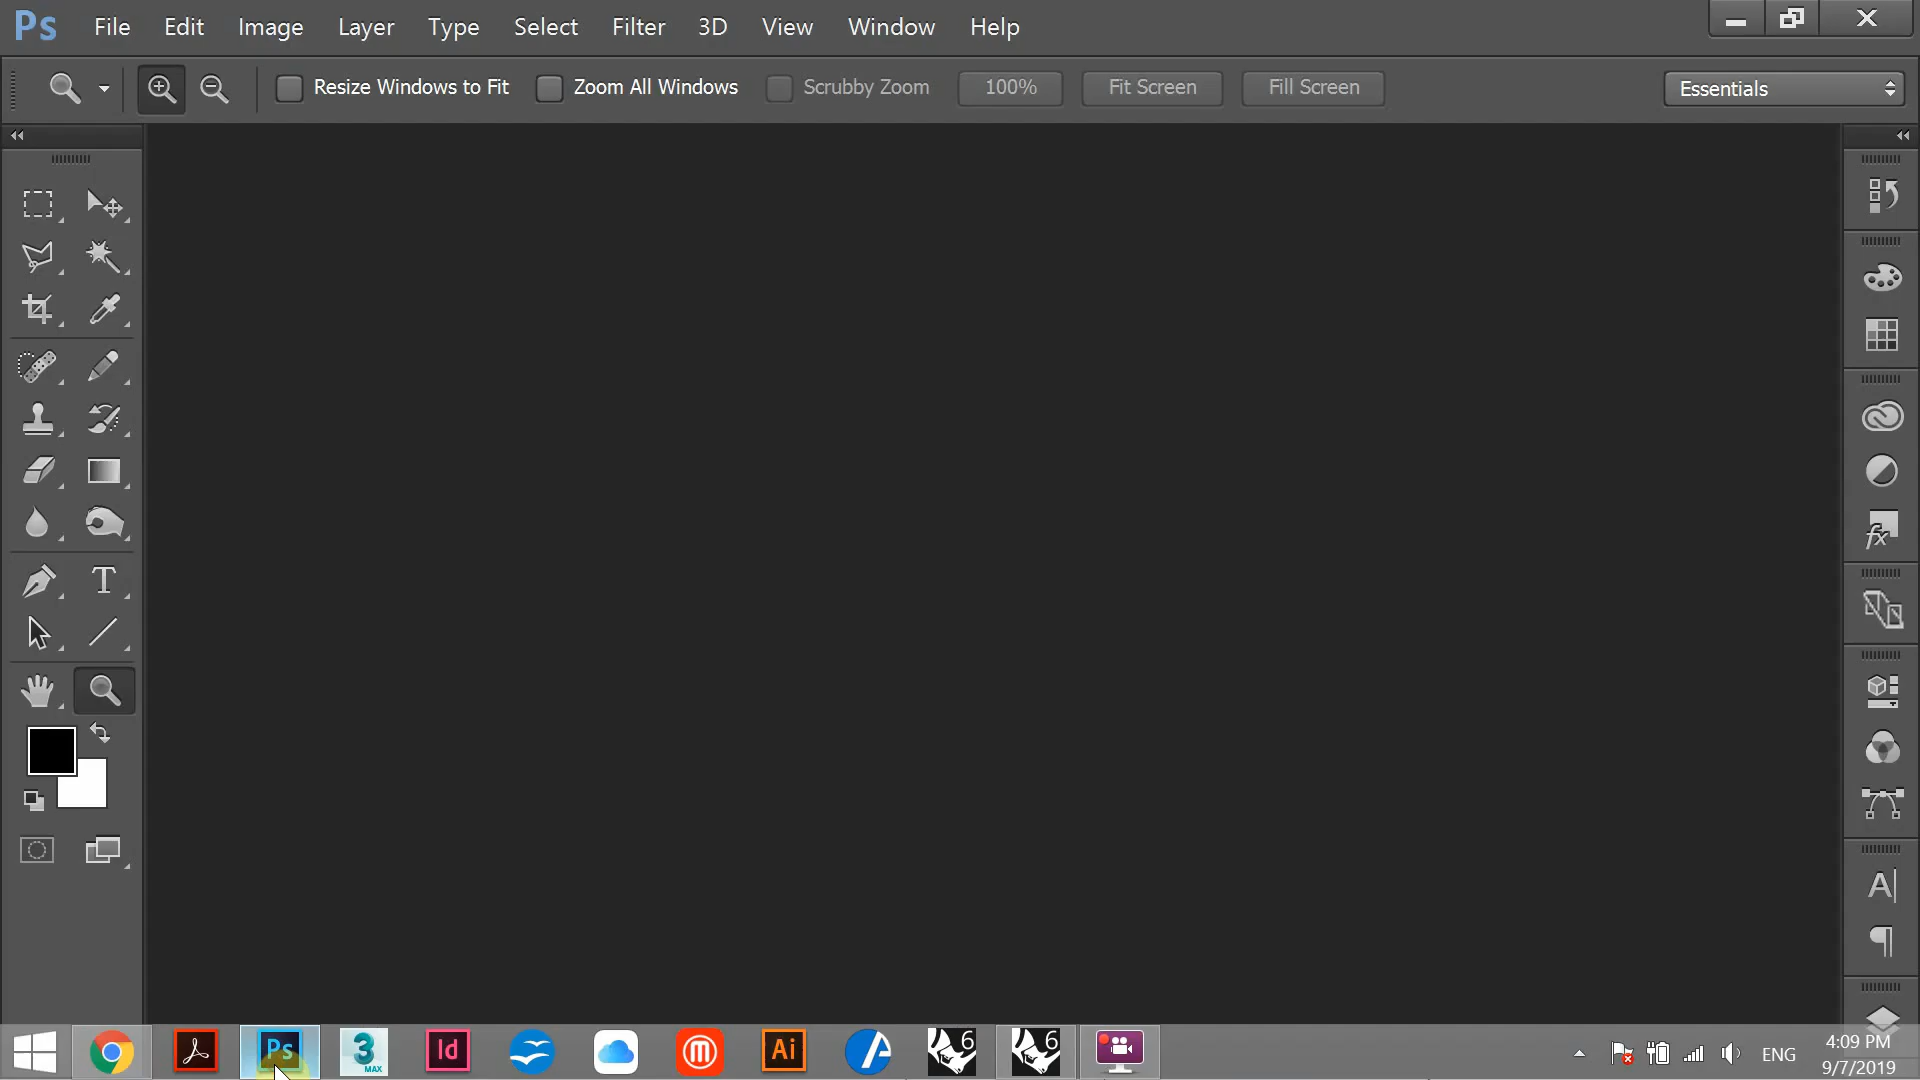 Ps File Edit Image Layer Type Select Filter 3D View Window Help
Resize Windows to Fit Zoom All Windows Scrubby Zoom 100% Fit Screen Fill Screen Essentials
T
fx
A
Ps 3 MAX Id Ai 6 6 ENG 4:09 PM
9/7/2019